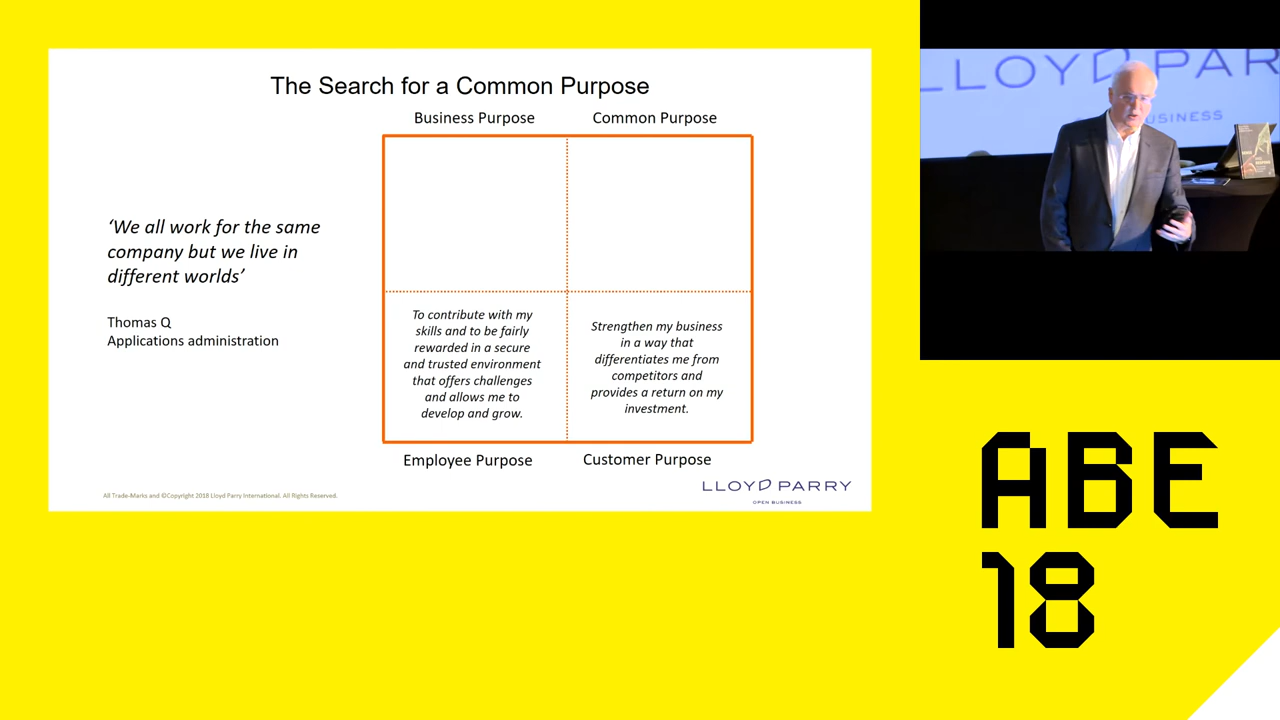 The Search for a Common Purpose
Business Purpose
Common Purpose
‘We all work for the same
company but we live in
different worlds’
Thomas Q
Applications administration
To contribute with my
skills and to be fairly
rewarded in a secure
and trusted environment
that offers challenges
and allows me to
develop and grow.
Strengthen my business
in a way that
differentiates me from
competitors and
provides a return on my
investment.
Employee Purpose
Customer Purpose
All Trade-Marks and ©Copyright 2018 Lloyd Parry International. All Rights Reserved.
LLOYD PARRY
OPEN BUSINESS
LLOYD PAR
USINESS
ABE
18